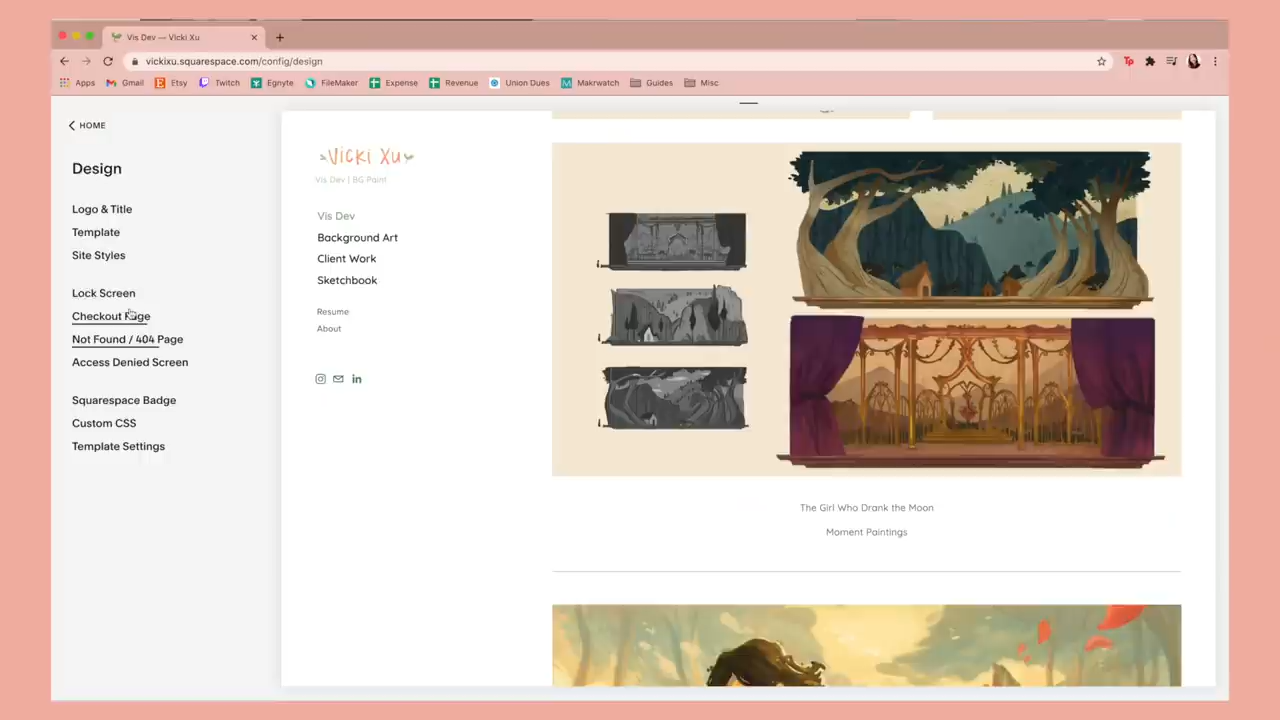 Vis Dev — Vicki Xu
vickixu.squarespace.com/config/design
Apps Gmail Etsy Twitch Egnyte FileMaker Expense Revenue Union Dues Makrwatch Guides Misc
HOME
Design
Logo & Title
Template
Site Styles
Lock Screen
Checkout Page
Not Found / 404 Page
Access Denied Screen
Squarespace Badge
Custom CSS
Template Settings
Vicki Xu
Vis Dev | BG Paint
Vis Dev
Background Art
Client Work
Sketchbook
Resume
About
The Girl Who Drank the Moon
Moment Paintings